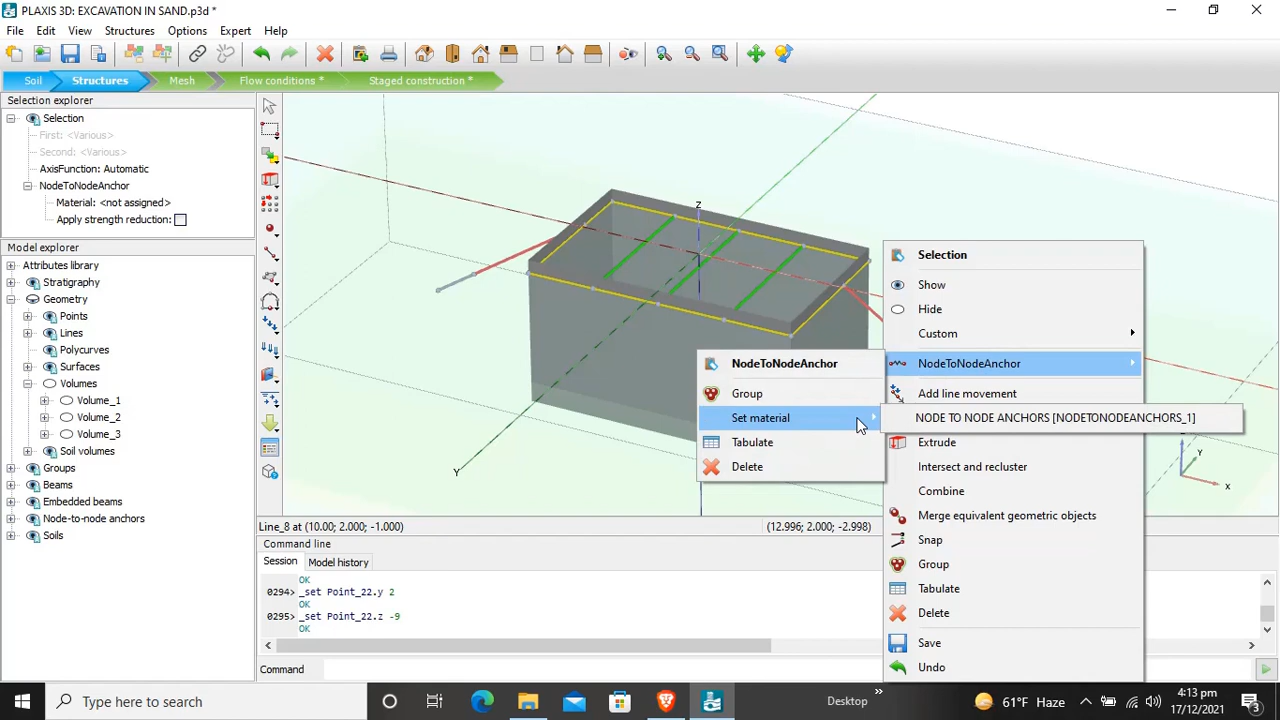 PLAXIS 3D: EXCAVATION IN SAND.p3d *
File Edit View Structures Options Expert Help
Soil Structures Mesh Flow conditions * Staged construction *
Selection explorer
Selection
First: <Various>
Second: <Various>
AxisFunction: Automatic
NodeToNodeAnchor
Material: <not assigned>
Apply strength reduction:
Model explorer
Attributes library
Stratigraphy
Geometry
Points
Lines
Polycurves
Surfaces
Volumes
Volume_1
Volume_2
Volume_3
Soil volumes
Groups
Beams
Embedded beams
Node-to-node anchors
Soils
Z
Y
Y
X
Selection
Show
Hide
Custom
NodeToNodeAnchor
Add line movement
Extrude
Intersect and recluster
Combine
Merge equivalent geometric objects
Snap
Group
Tabulate
Delete
Save
Undo
NodeToNodeAnchor
Group
Set material
Tabulate
Delete
NODE TO NODE ANCHORS [NODETONODEANCHORS_1]
Line_8 at (10.00; 2.000; -1.000) (12.996; 2.000; -2.998)
Command line
Session Model history
OK
0294> _set Point_22.y 2
OK
0295> _set Point_22.z -9
OK
Command
Type here to search
Desktop
61°F Haze
4:13 pm
17/12/2021
3